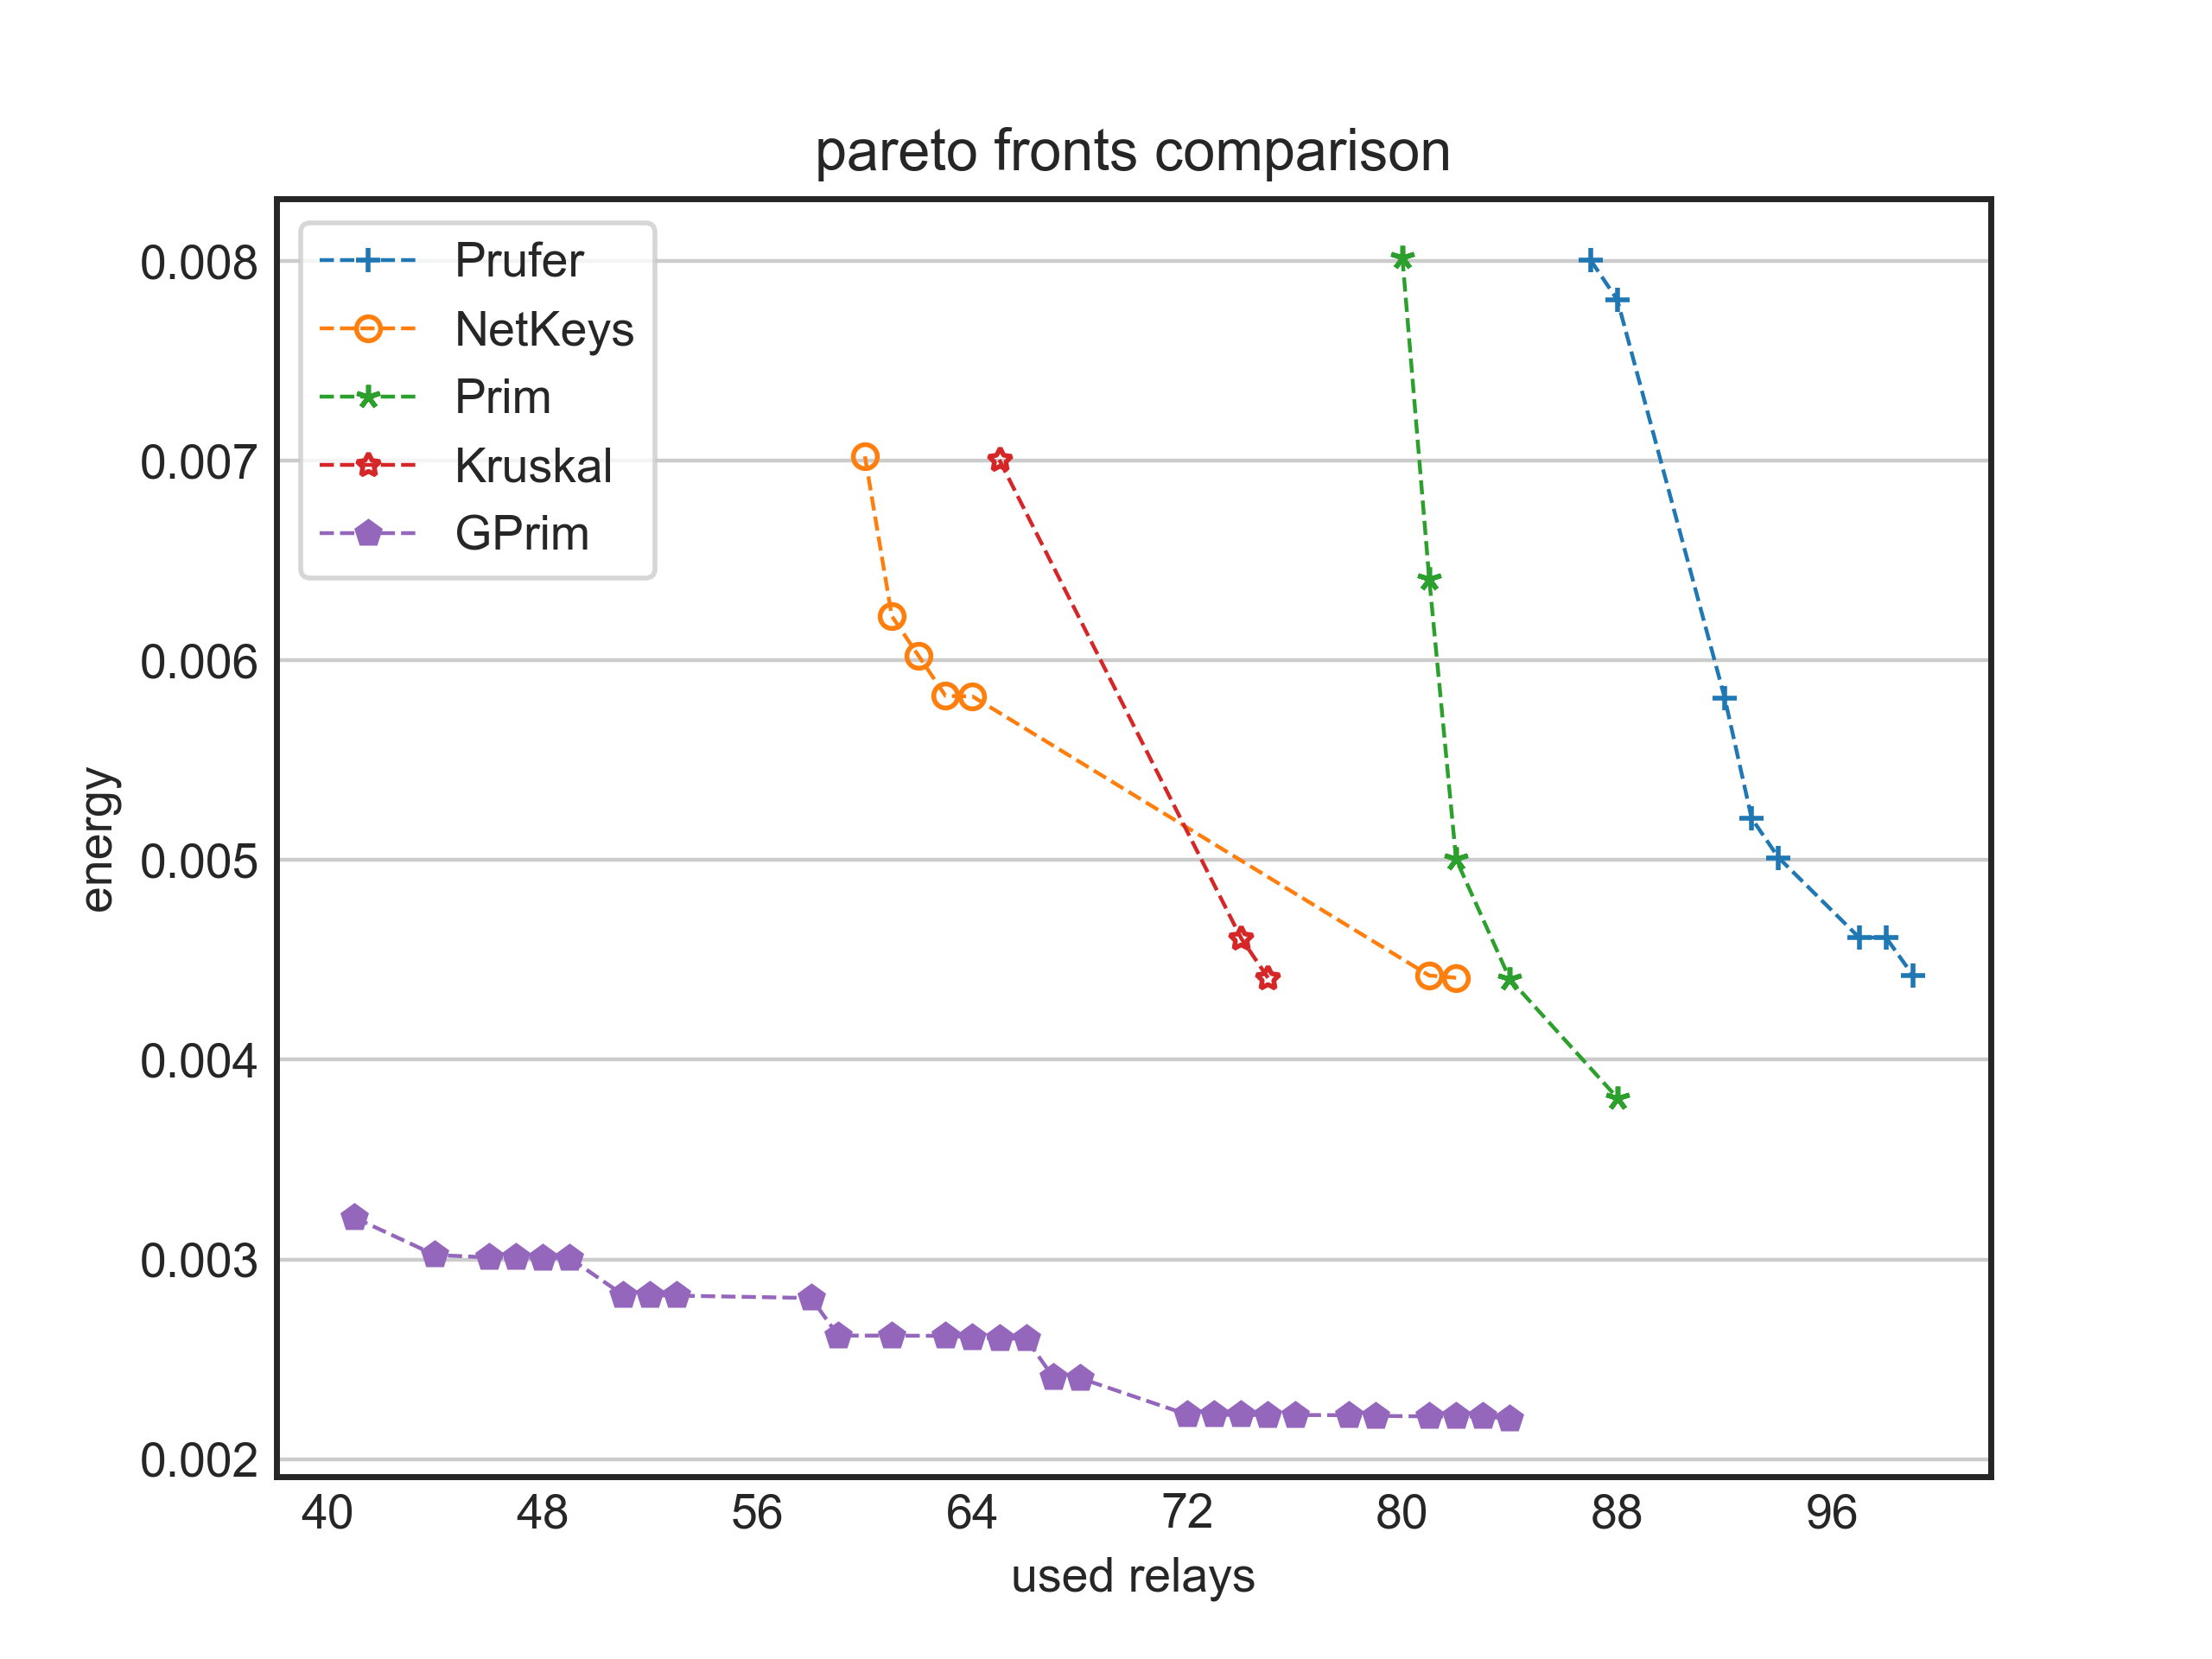 pareto fronts comparison
Prufer
NetKeys
Prim
Kruskal
GPrim
0.008
0.007
0.006
0.005
0.004
0.003
0.002
energy
40 48 56 64 72 80 88 96
used relays